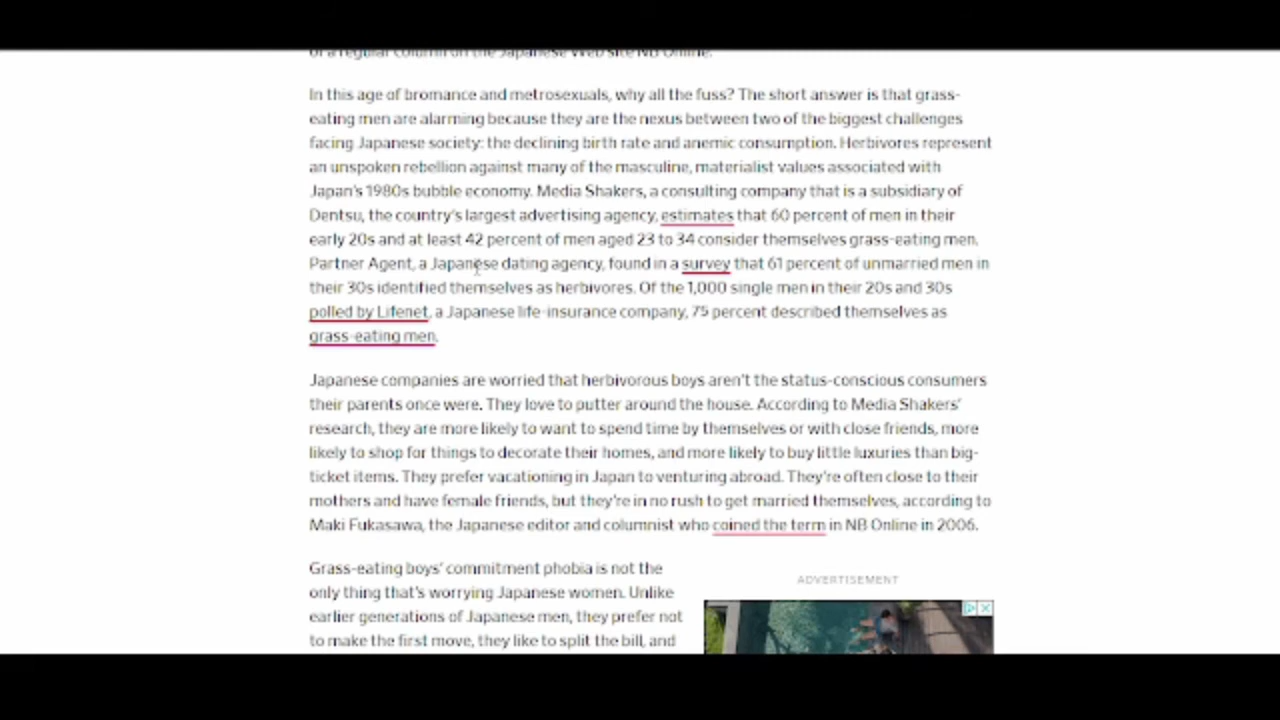 of a regular column on the Japanese Web site NB Online.
In this age of bromance and metrosexuals, why all the fuss? The short answer is that grass-
eating men are alarming because they are the nexus between two of the biggest challenges
facing Japanese society: the declining birth rate and anemic consumption. Herbivores represent
an unspoken rebellion against many of the masculine, materialist values associated with
Japan's 1980s bubble economy. Media Shakers, a consulting company that is a subsidiary of
Dentsu, the country's largest advertising agency, estimates that 60 percent of men in their
early 20s and at least 42 percent of men aged 23 to 34 consider themselves grass-eating men.
Partner Agent, a Japanese dating agency, found in a survey that 61 percent of unmarried men in
their 30s identified themselves as herbivores. Of the 1,000 single men in their 20s and 30s
polled by Lifenet, a Japanese life-insurance company, 75 percent described themselves as
grass-eating men.
Japanese companies are worried that herbivorous boys aren't the status-conscious consumers
their parents once were. They love to putter around the house. According to Media Shakers'
research, they are more likely to want to spend time by themselves or with close friends, more
likely to shop for things to decorate their homes, and more likely to buy little luxuries than big-
ticket items. They prefer vacationing in Japan to venturing abroad. They're often close to their
mothers and have female friends, but they're in no rush to get married themselves, according to
Maki Fukasawa, the Japanese editor and columnist who coined the term in NB Online in 2006.
Grass-eating boys' commitment phobia is not the
only thing that's worrying Japanese women. Unlike
earlier generations of Japanese men, they prefer not
to make the first move, they like to split the bill, and
ADVERTISEMENT